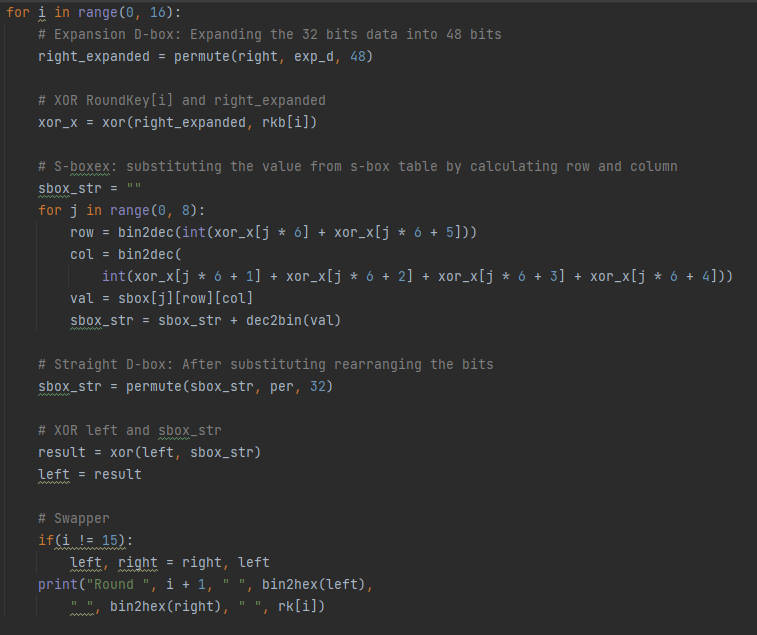 for i in range(0, 16):
    # Expansion D-box: Expanding the 32 bits data into 48 bits
    right_expanded = permute(right, exp_d, 48)

    # XOR RoundKey[i] and right_expanded
    xor_x = xor(right_expanded, rkb[i])

    # S-boxex: substituting the value from s-box table by calculating row and column
    sbox_str = ""
    for j in range(0, 8):
        row = bin2dec(int(xor_x[j * 6] + xor_x[j * 6 + 5]))
        col = bin2dec(
            int(xor_x[j * 6 + 1] + xor_x[j * 6 + 2] + xor_x[j * 6 + 3] + xor_x[j * 6 + 4]))
        val = sbox[j][row][col]
        sbox_str = sbox_str + dec2bin(val)

    # Straight D-box: After substituting rearranging the bits
    sbox_str = permute(sbox_str, per, 32)

    # XOR left and sbox_str
    result = xor(left, sbox_str)
    left = result

    # Swapper
    if(i != 15):
        left, right = right, left
    print("Round ", i + 1, " ", bin2hex(left),
        " ", bin2hex(right), " ", rk[i])